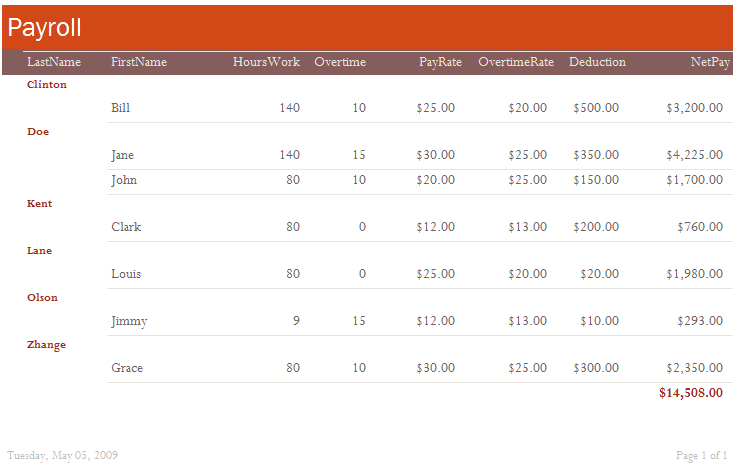 Payroll
LastName FirstName HoursWork Overtime PayRate OvertimeRate Deduction NetPay
Clinton
Bill 140 10 $25.00 $20.00 $500.00 $3,200.00
Doe
Jane 140 15 $30.00 $25.00 $350.00 $4,225.00
John 80 10 $20.00 $25.00 $150.00 $1,700.00
Kent
Clark 80 0 $12.00 $13.00 $200.00 $760.00
Lane
Louis 80 0 $25.00 $20.00 $20.00 $1,980.00
Olson
Jimmy 9 15 $12.00 $13.00 $10.00 $293.00
Zhange
Grace 80 10 $30.00 $25.00 $300.00 $2,350.00
$14,508.00
Tuesday, May 05, 2009 Page 1 of 1